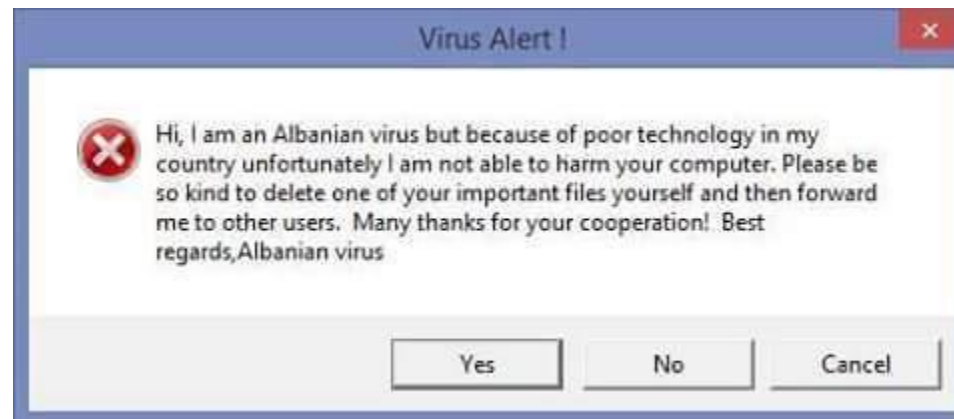 Virus Alert !
Hi, I am an Albanian virus but because of poor technology in my
country unfortunately I am not able to harm your computer. Please be
so kind to delete one of your important files yourself and then forward
me to other users.  Many thanks for your cooperation!  Best
regards,Albanian virus
Yes No Cancel